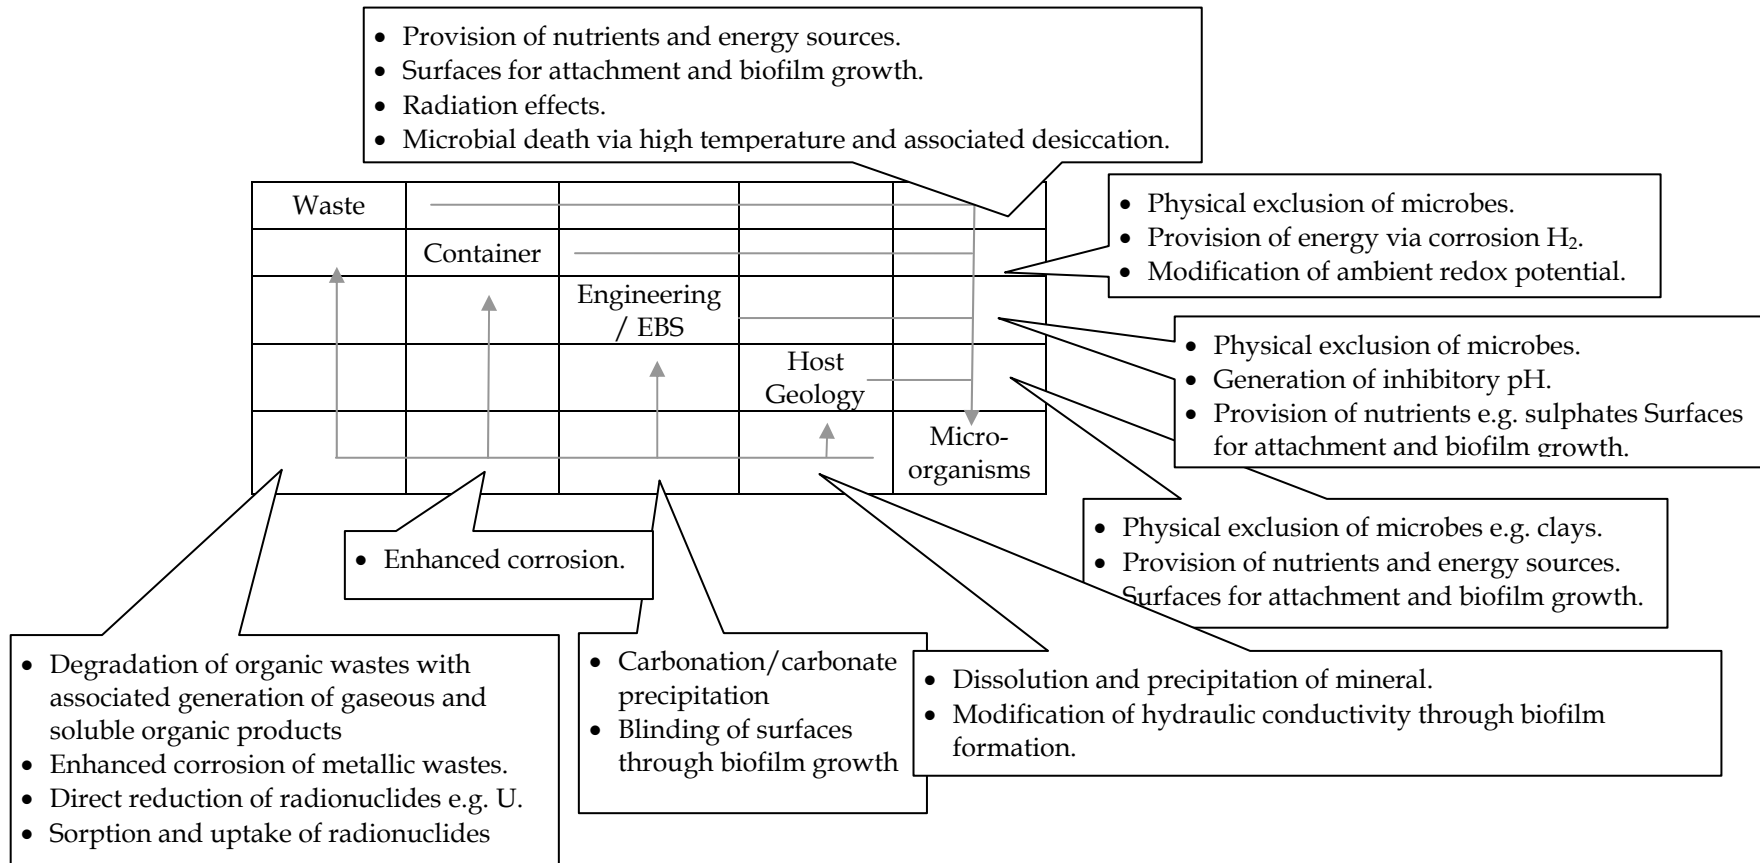 • Provision of nutrients and energy sources.
• Surfaces for attachment and biofilm growth.
• Radiation effects.
• Microbial death via high temperature and associated desiccation.
Waste
Container
Engineering
/ EBS
Host
Geology
Micro-
organisms
• Physical exclusion of microbes.
• Provision of energy via corrosion H₂.
• Modification of ambient redox potential.
• Physical exclusion of microbes.
• Generation of inhibitory pH.
• Provision of nutrients e.g. sulphates Surfaces
for attachment and biofilm growth.
• Physical exclusion of microbes e.g. clays.
• Provision of nutrients and energy sources.
Surfaces for attachment and biofilm growth.
• Enhanced corrosion.
• Degradation of organic wastes with
associated generation of gaseous and
soluble organic products
• Enhanced corrosion of metallic wastes.
• Direct reduction of radionuclides e.g. U.
• Sorption and uptake of radionuclides
• Carbonation/carbonate
precipitation
• Blinding of surfaces
through biofilm growth
• Dissolution and precipitation of mineral.
• Modification of hydraulic conductivity through biofilm
formation.